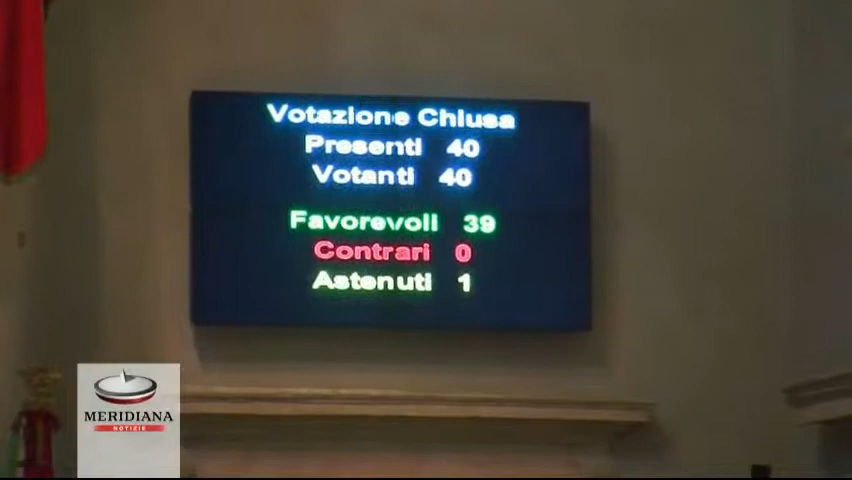 Votazione Chiusa
Presenti 40
Votanti 40
Favorevoli 39
Contrari 0
Astenuti 1
MERIDIANA
NOTIZIE